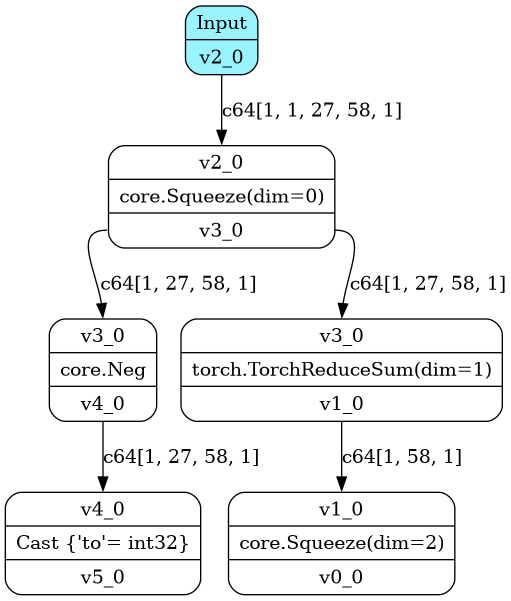 Input
v2_0
c64[1, 1, 27, 58, 1]
v2_0
core.Squeeze(dim=0)
v3_0
c64[1, 27, 58, 1]
c64[1, 27, 58, 1]
v3_0
core.Neg
v4_0
v3_0
torch.TorchReduceSum(dim=1)
v1_0
c64[1, 27, 58, 1]
c64[1, 58, 1]
v4_0
Cast {'to'= int32}
v5_0
v1_0
core.Squeeze(dim=2)
v0_0